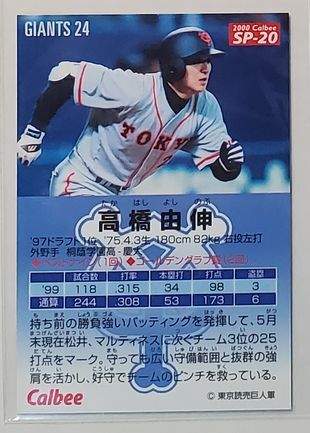 GIANTS 24
2000 Calbee
SP-20
TOKY
たか はし よし のぶ
高橋由伸
'97ドラフト1位 '75.4.3生 180cm 82kg 右投左打
外野手 桐蔭学園高-慶大
◆ベストナイン(1回)◆ゴールデングラブ賞(2回)
試合数 打率 本塁打 打点 盗塁
'99 118 .315 34 98 3
通算 244 .308 53 173 6
持ち前の勝負強いバッティングを発揮して、5月
末現在松井、マルティネスに次ぐチーム3位の25
打点をマーク。守っても広い守備範囲と抜群の強
肩を活かし、好守でチームのピンチを救っている。
Calbee
© 東京読売巨人軍